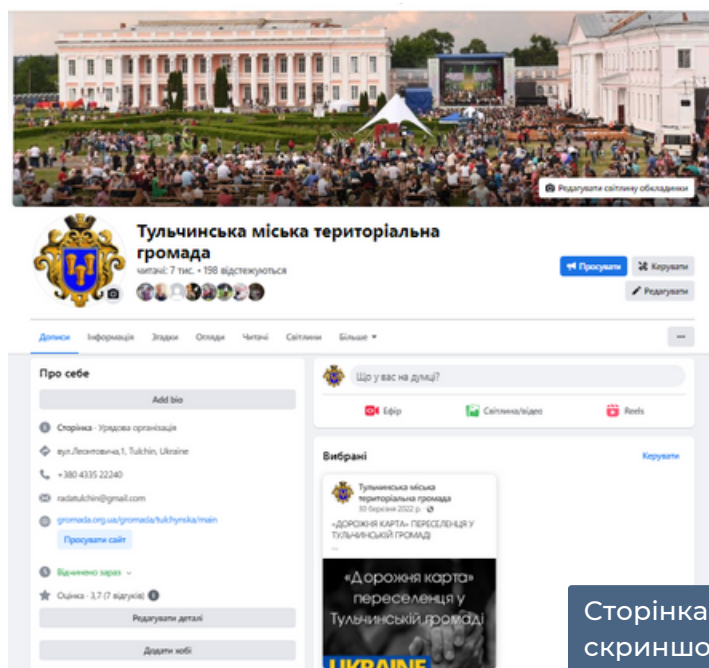 Редагувати світлину обкладинки
Тульчинська міська територіальна
громада
читачі: 7 тис. • 198 відстежуються
Просувати
Керувати
Редагувати
Дописи Інформація Згадки Огляди Читачі Світлини Більше
Про себе
Add bio
Сторінка · Урядова організація
вул.Леонтовича,1, Tulchin, Ukraine
+380 4335 22240
radatulchin@gmail.com
gromada.org.ua/gromada/tulchynska/main
Просувати сайт
Відчинено зараз
Оцінка · 3,7 (7 відгуків)
Редагувати деталі
Додати хобі
Що у вас на думці?
Ефір
Світлина/відео
Reels
Вибрані
Керувати
Тульчинська міська
територіальна громада
30 березня 2022 р.
«ДОРОЖНЯ КАРТА» ПЕРЕСЕЛЕНЦЯ У
ТУЛЬЧИНСЬКІЙ ГРОМАДІ
...
«Дорожня карта»
переселенця у
Тульчинській громаді
UKRAINE
Сторінка
скриншо